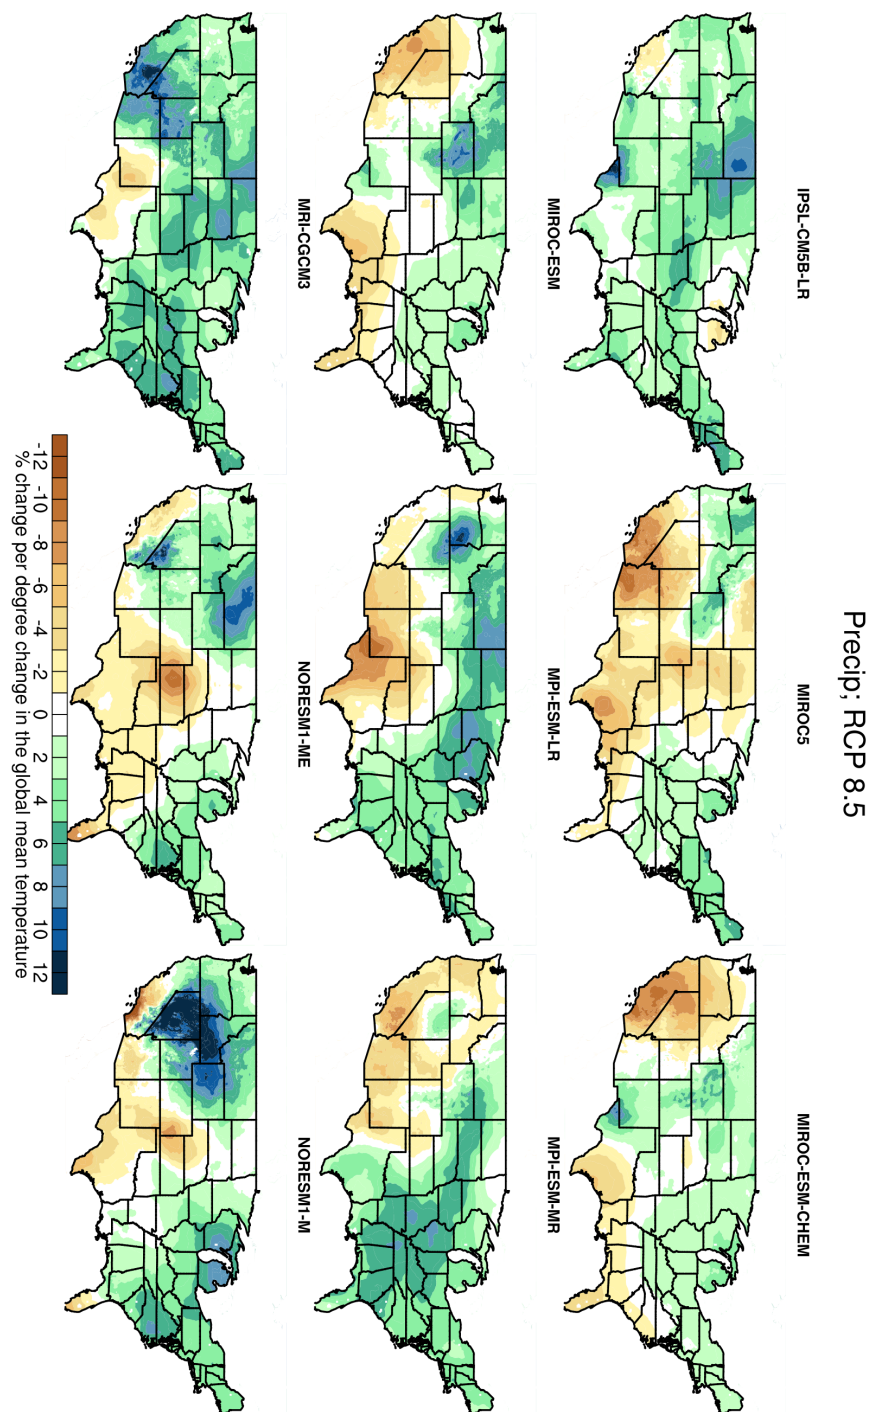 Precip; RCP 8.5
IPSL-CM5B-LR
MIROC5
MIROC-ESM-CHEM
MIROC-ESM
MPI-ESM-LR
MPI-ESM-MR
MRI-CGCM3
NORESM1-ME
NORESM1-M
-12 -10 -8 -6 -4 -2 0 2 4 6 8 10 12
% change per degree change in the global mean temperature